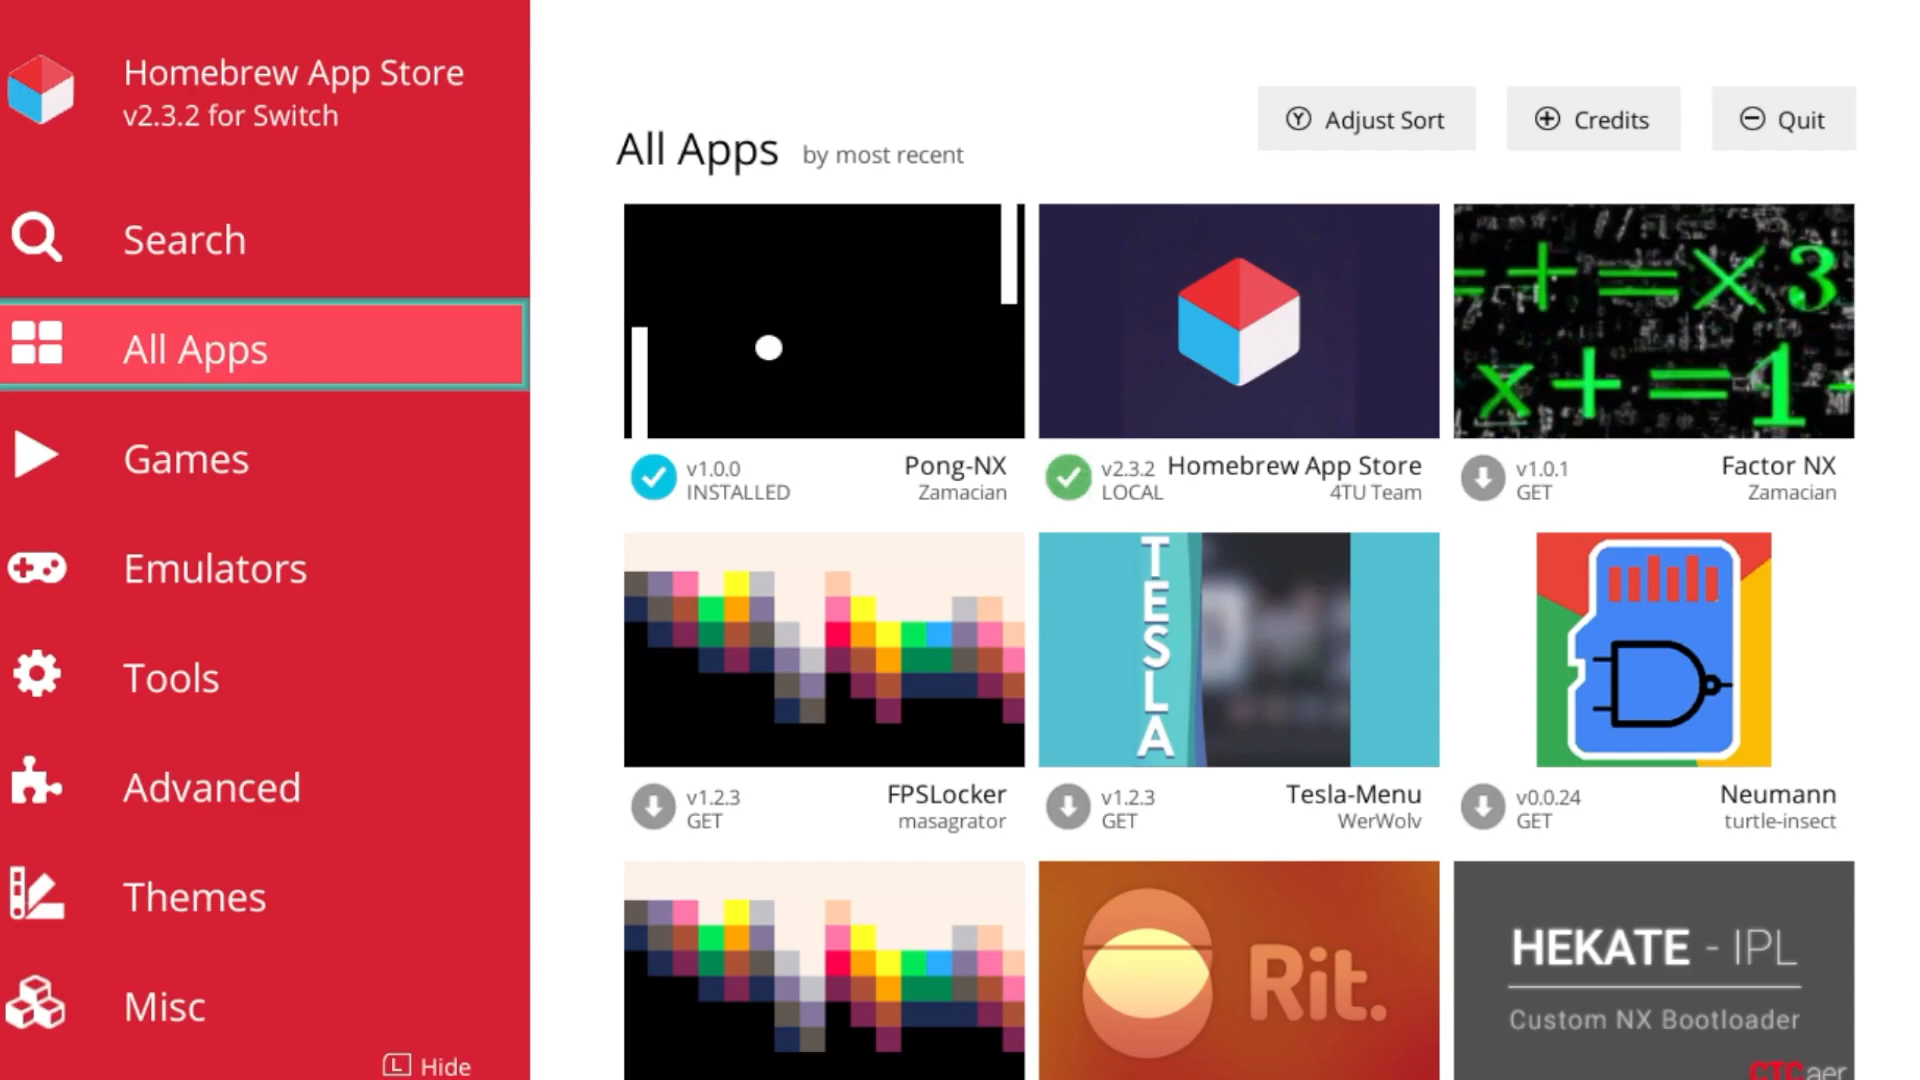 Homebrew App Store
v2.3.2 for Switch
Search
All Apps
Games
Emulators
Tools
Advanced
Themes
Misc
L Hide
All Apps by most recent
Y Adjust Sort
Credits
Quit
+=×3
x+=1
v1.0.0 Pong-NX
INSTALLED Zamacian
v2.3.2 Homebrew App Store
LOCAL 4TU Team
v1.0.1 Factor NX
GET Zamacian
TESLA
v1.2.3 FPSLocker
GET masagrator
v1.2.3 Tesla-Menu
GET WerWolv
v0.0.24 Neumann
GET turtle-insect
Rit.
HEKATE - IPL
Custom NX Bootloader
CTCaer